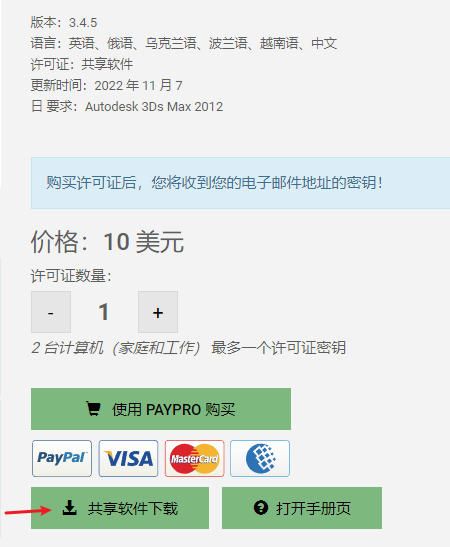 版本：3.4.5
语言：英语、俄语、乌克兰语、波兰语、越南语、中文
许可证：共享软件
更新时间：2022 年 11 月 7
日 要求：Autodesk 3Ds Max 2012
购买许可证后，您将收到您的电子邮件地址的密钥！
价格：10 美元
许可证数量：
- 1 +
2 台计算机（家庭和工作） 最多一个许可证密钥
使用 PAYPRO 购买
PayPal VISA MasterCard
共享软件下载 打开手册页